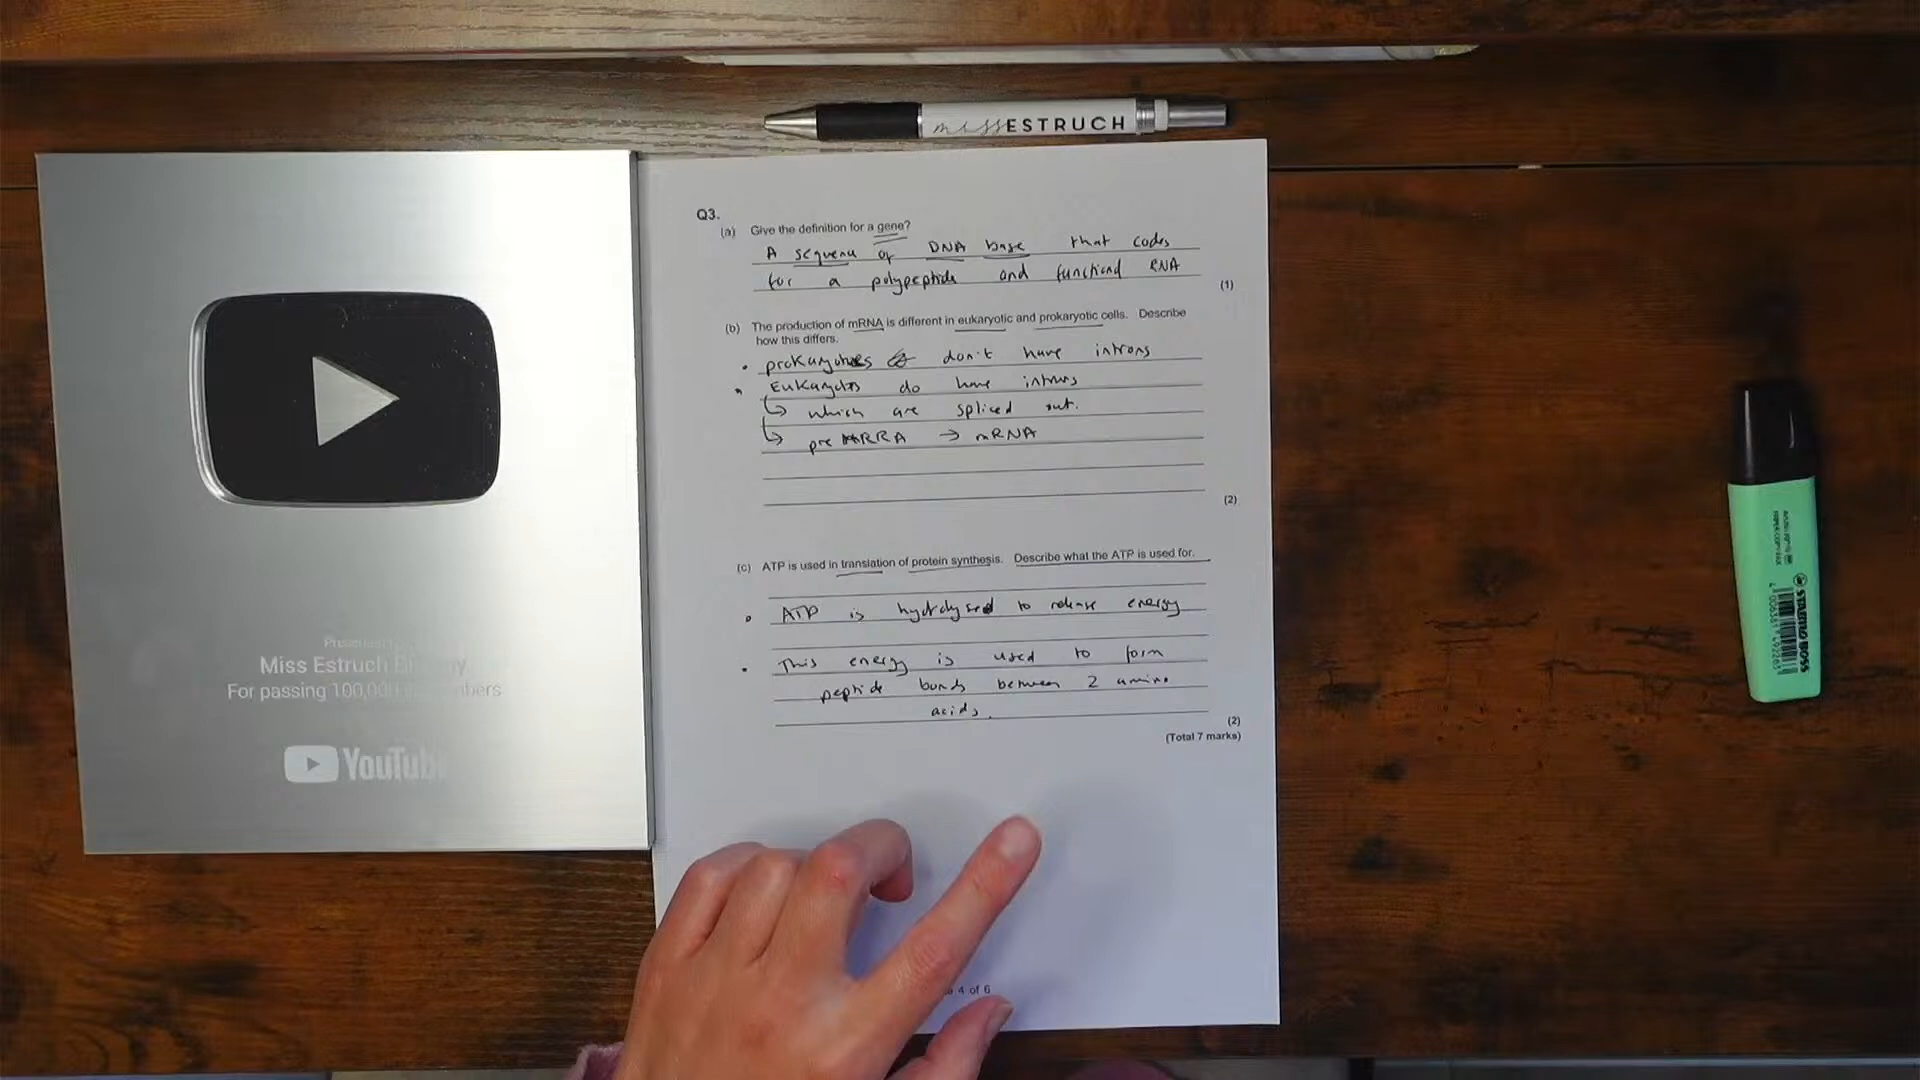 miss ESTRUCH
Q3.
(a) Give the definition for a gene?
A sequence of DNA base that codes
for a polypeptide and functional RNA
(1)
(b) The production of mRNA is different in eukaryotic and prokaryotic cells. Describe
how this differs.
• prokaryotes don't have introns
• Eukaryotes do have introns
↳ which are spliced out.
↳ pre → mRNA
(2)
(c) ATP is used in translation of protein synthesis. Describe what the ATP is used for.
• ATP is hydrolysed to release energy
• This energy is used to form
peptide bonds between 2 amino
acids.
(2)
(Total 7 marks)
4 of 6
Miss Estruch
For passing 100,000
YouTube
STABILO BOSS